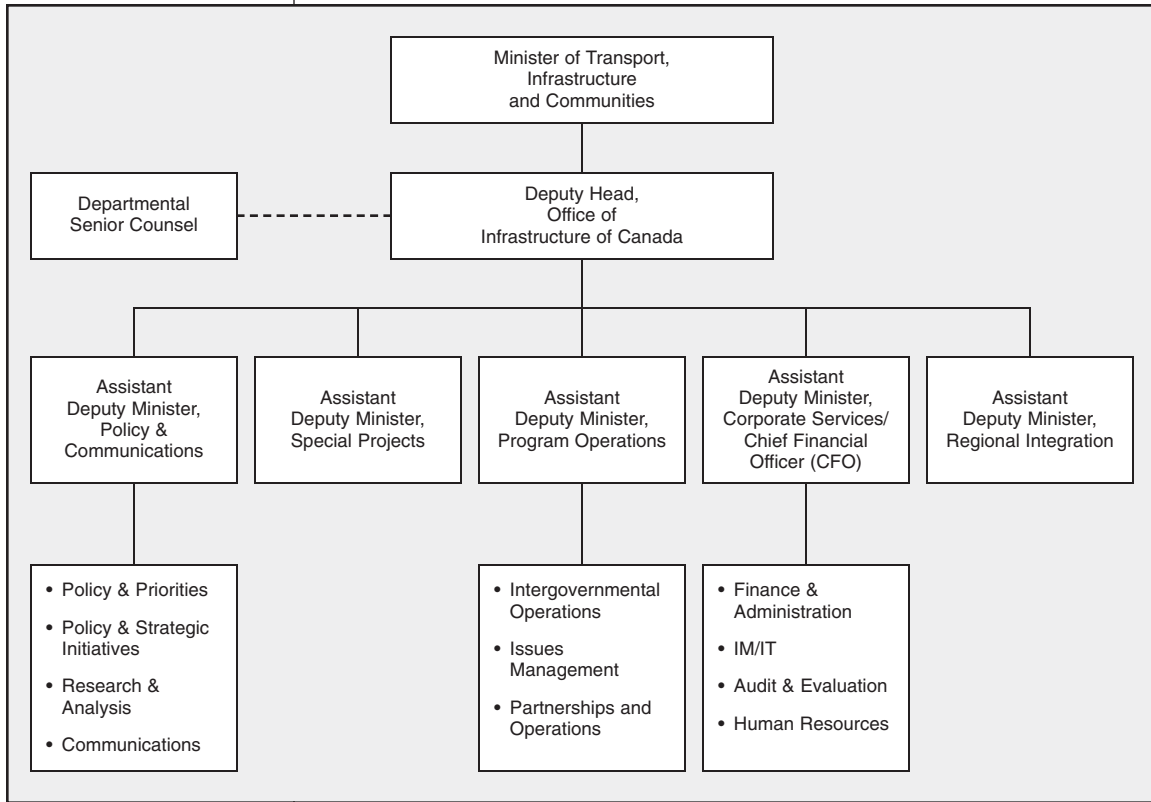 Minister of Transport,
Infrastructure
and Communities
Departmental
Senior Counsel
Deputy Head,
Office of
Infrastructure of Canada
Assistant
Deputy Minister,
Policy &
Communications
Assistant
Deputy Minister,
Special Projects
Assistant
Deputy Minister,
Program Operations
Assistant
Deputy Minister,
Corporate Services/
Chief Financial
Officer (CFO)
Assistant
Deputy Minister,
Regional Integration
• Policy & Priorities
• Policy & Strategic
Initiatives
• Research &
Analysis
• Communications
• Intergovernmental
Operations
• Issues
Management
• Partnerships and
Operations
• Finance &
Administration
• IM/IT
• Audit & Evaluation
• Human Resources